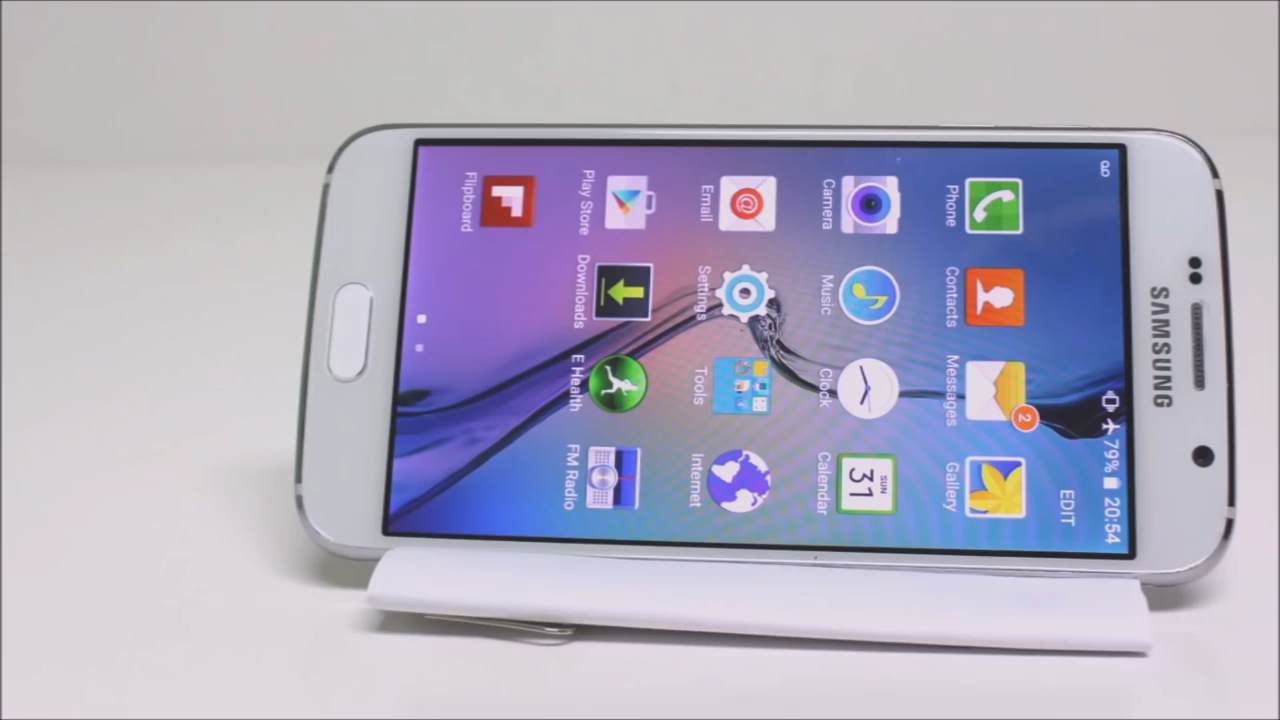 SAMSUNG
79% 20:54
EDIT
Phone
Contacts
Messages
2
Gallery
Camera
Music
Clock
SUN
31
Calendar
@
Email
Settings
Tools
Internet
Play Store
Downloads
E Health
FM Radio
Flipboard